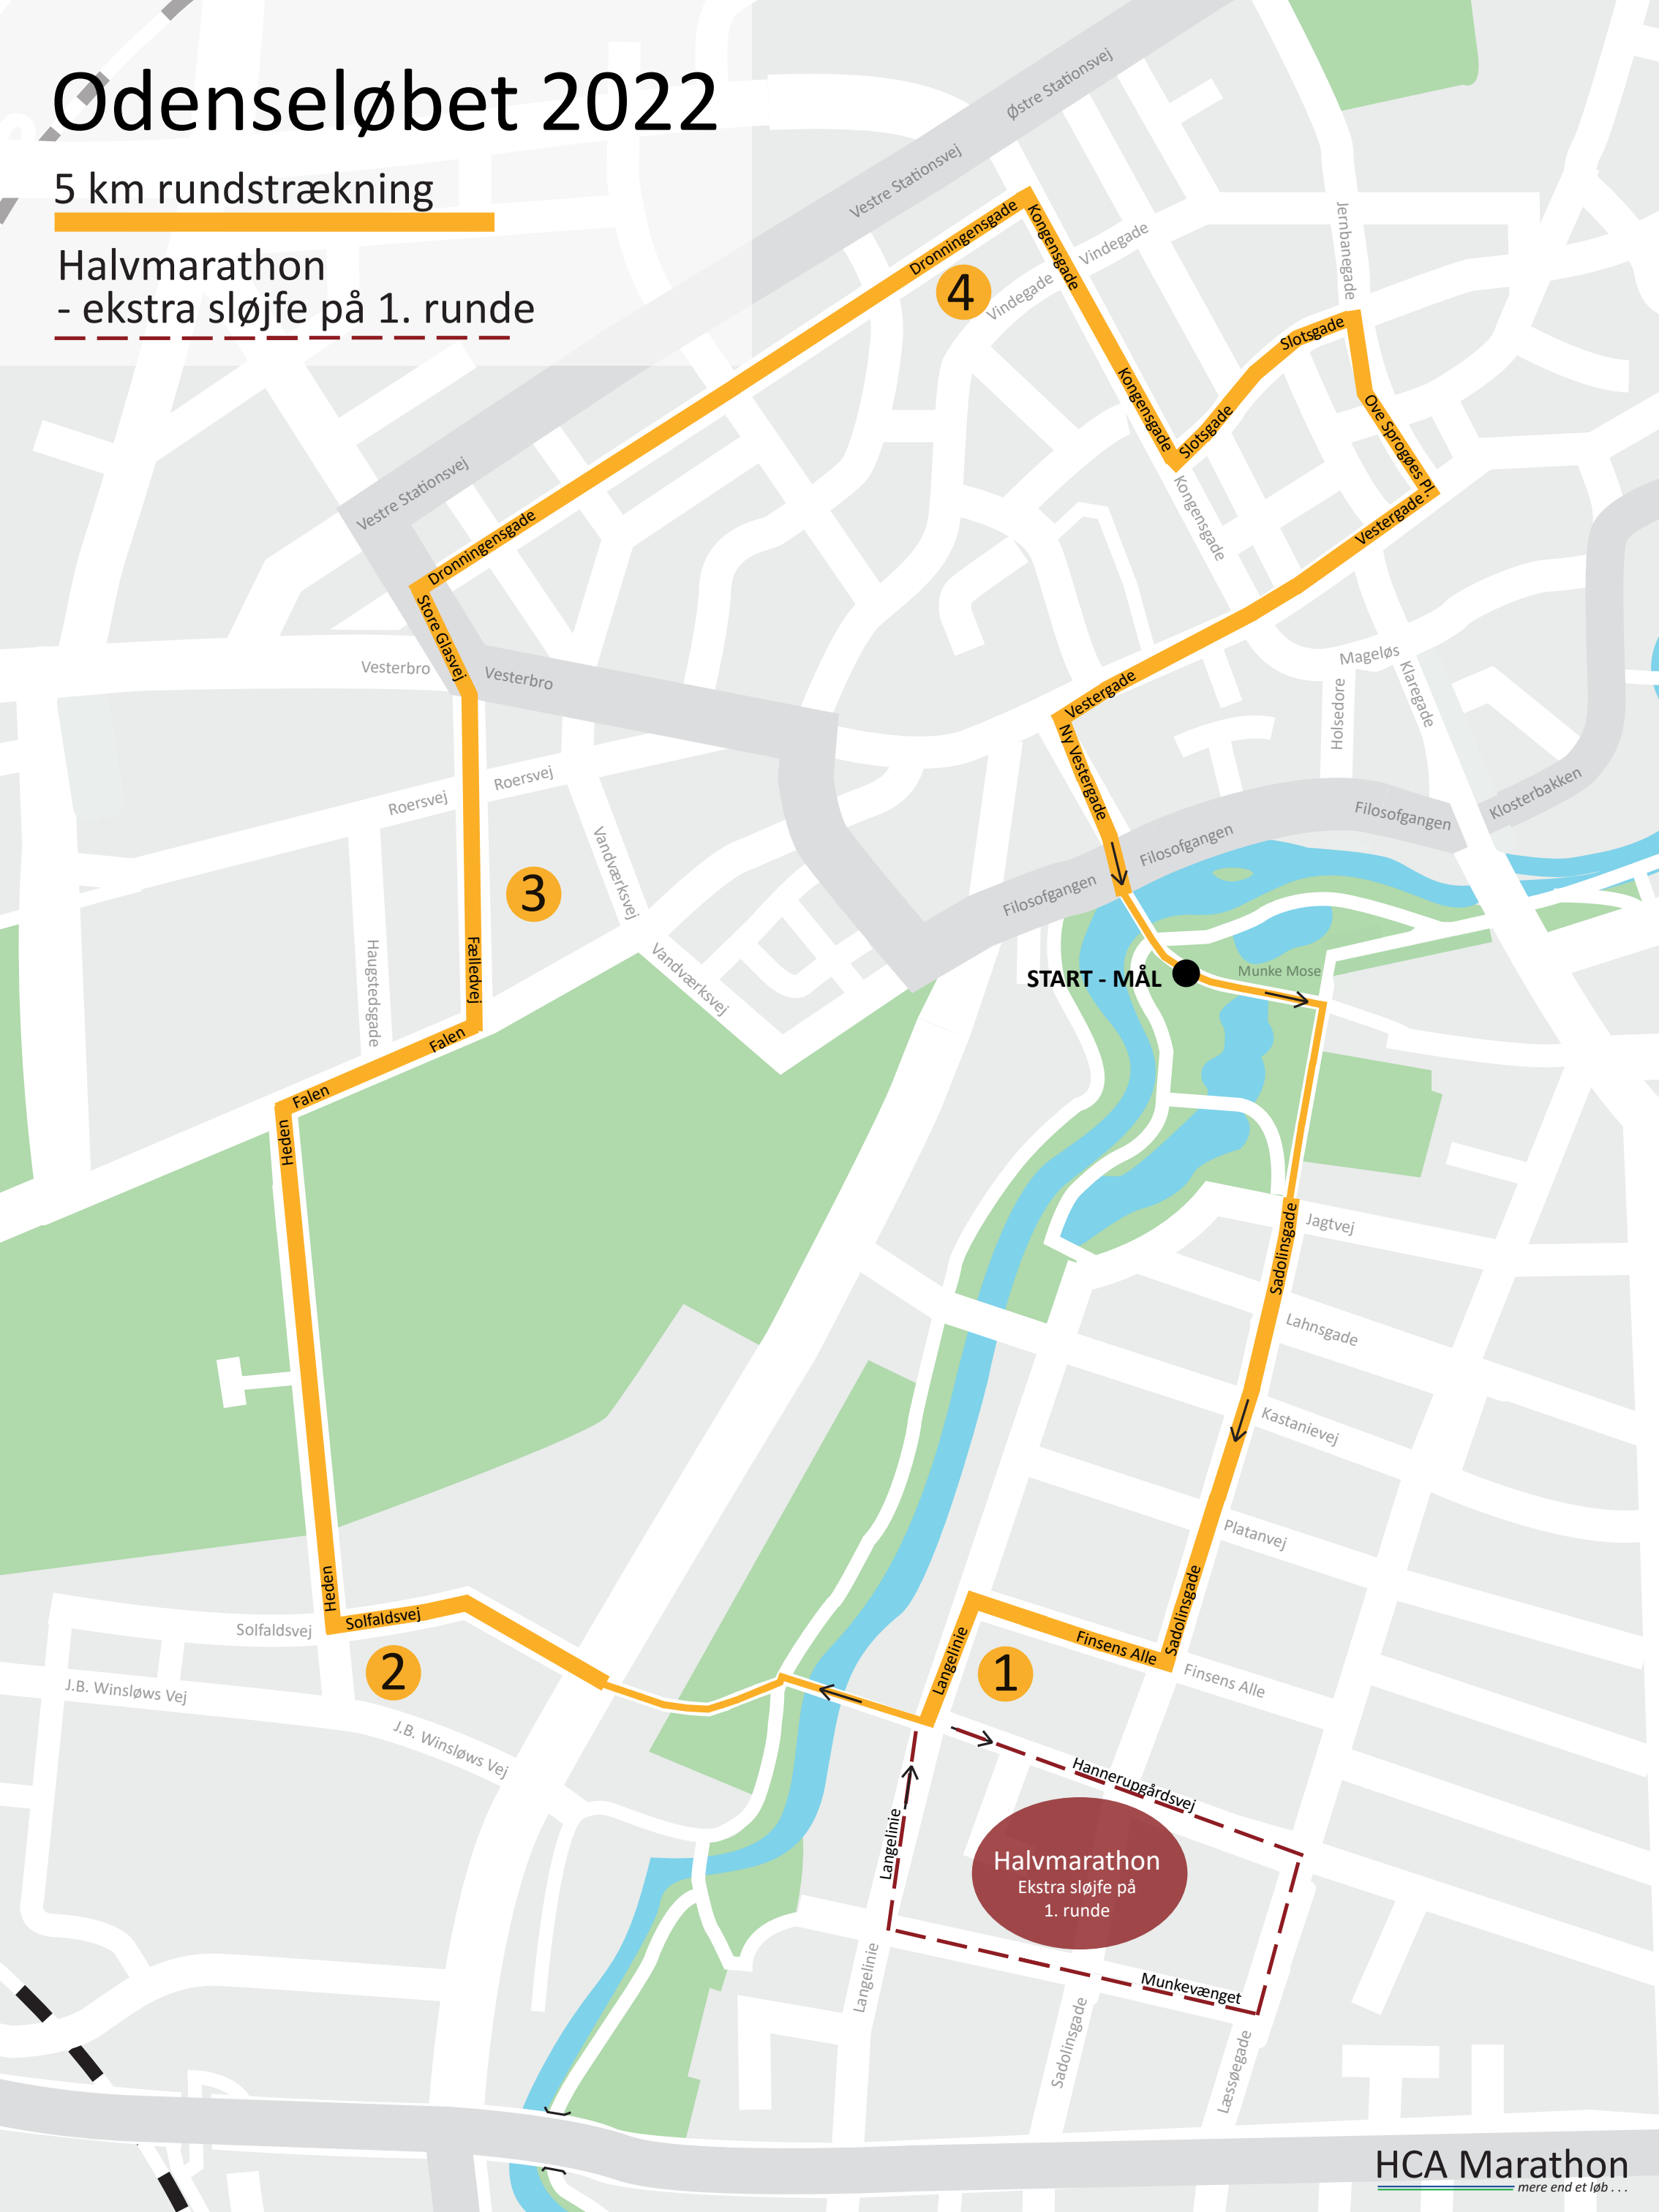 Odenseløbet 2022
5 km rundstrækning
Halvmarathon
- ekstra sløjfe på 1. runde
Østre Stationsvej
Vestre Stationsvej
Dronningensgade
Kongensgade
Vindegade
Vindegade
Jernbanegade
4
Slotsgade
Kongensgade
Slotsgade
Ove Sprogøes Pl.
Vestergade
Kongensgade
Vestre Stationsvej
Dronningensgade
Store Glasvej
Vesterbro
Vesterbro
Mageløs
Klaregade
Holsedore
Vestergade
Ny Vestergade
Roersvej
Roersvej
Klosterbakken
Filosofgangen
Filosofgangen
Filosofgangen
Vandværksvej
3
Fælledvej
Haugstedsgade
Vandværksvej
START - MÅL
Munke Mose
Falen
Falen
Heden
Jagtvej
Sadolinsgade
Lahnsgade
Kastanievej
Platanvej
Heden
Solfaldsvej
Solfaldsvej
2
Langelinie
1
Finsens Alle
Sadolinsgade
Finsens Alle
J.B. Winsløws Vej
J.B. Winsløws Vej
Hannerupgårdsvej
Langelinie
Halvmarathon
Ekstra sløjfe på
1. runde
Munkevænget
Langelinie
Sadolinsgade
Læssøegade
HCA Marathon
mere end et løb . . .